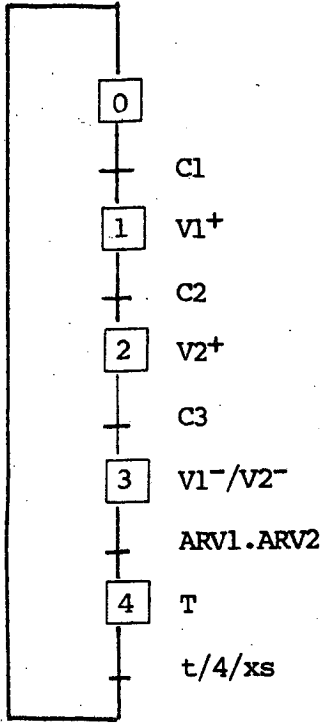 0
C1
1 V1⁺
C2
2 V2⁺
C3
3 V1⁻/V2⁻
ARV1.ARV2
4 T
t/4/xs